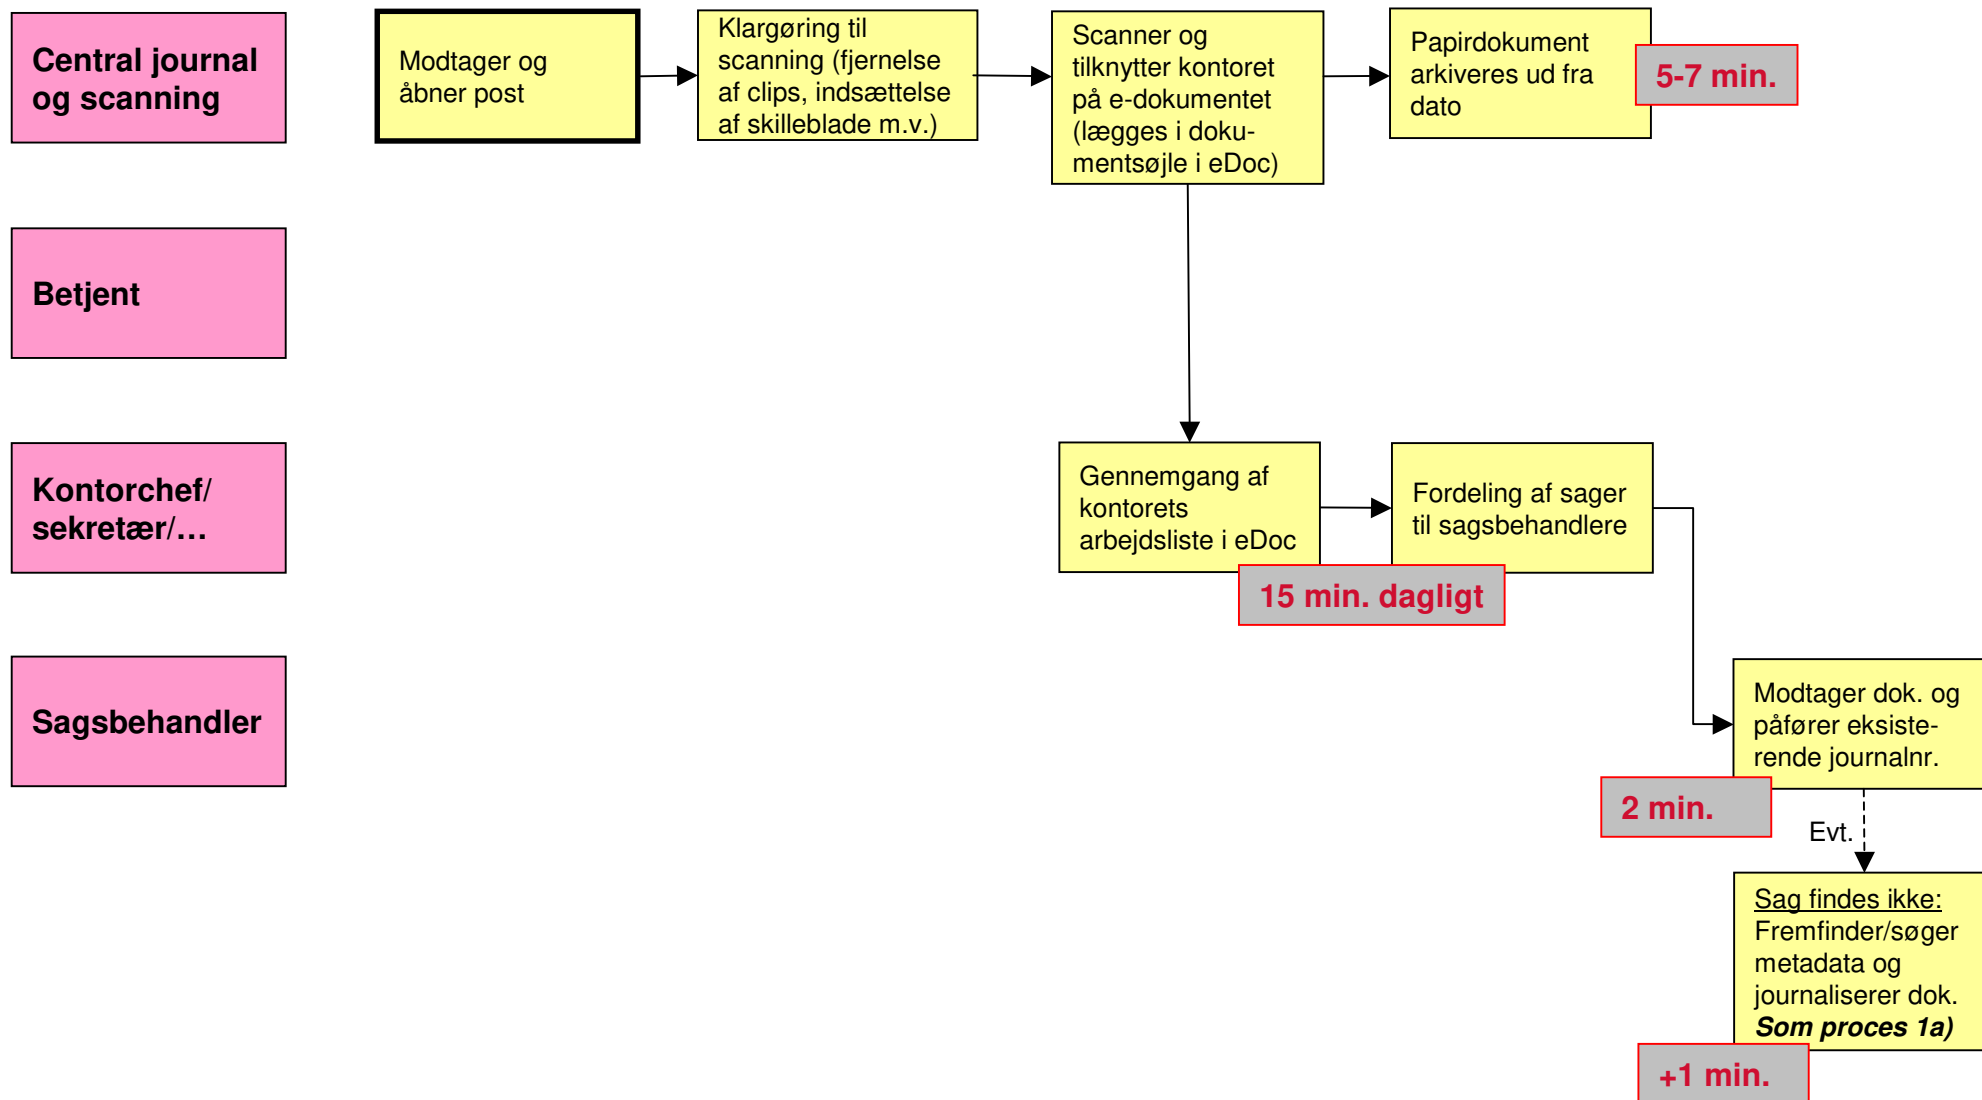 Central journal
og scanning
Modtager og
åbner post
Klargøring til
scanning (fjernelse
af clips, indsættelse
af skilleblade m.v.)
Scanner og
tilknytter kontoret
på e-dokumentet
(lægges i doku-
mentsøjle i eDoc)
Papirdokument
arkiveres ud fra
dato
5-7 min.
Betjent
Kontorchef/
sekretær/...
Gennemgang af
kontorets
arbejdsliste i eDoc
Fordeling af sager
til sagsbehandlere
15 min. dagligt
Sagsbehandler
Modtager dok. og
påfører eksiste-
rende journalnr.
2 min.
Evt.
Sag findes ikke:
Fremfinder/søger
metadata og
journaliserer dok.
Som proces 1a)
+1 min.